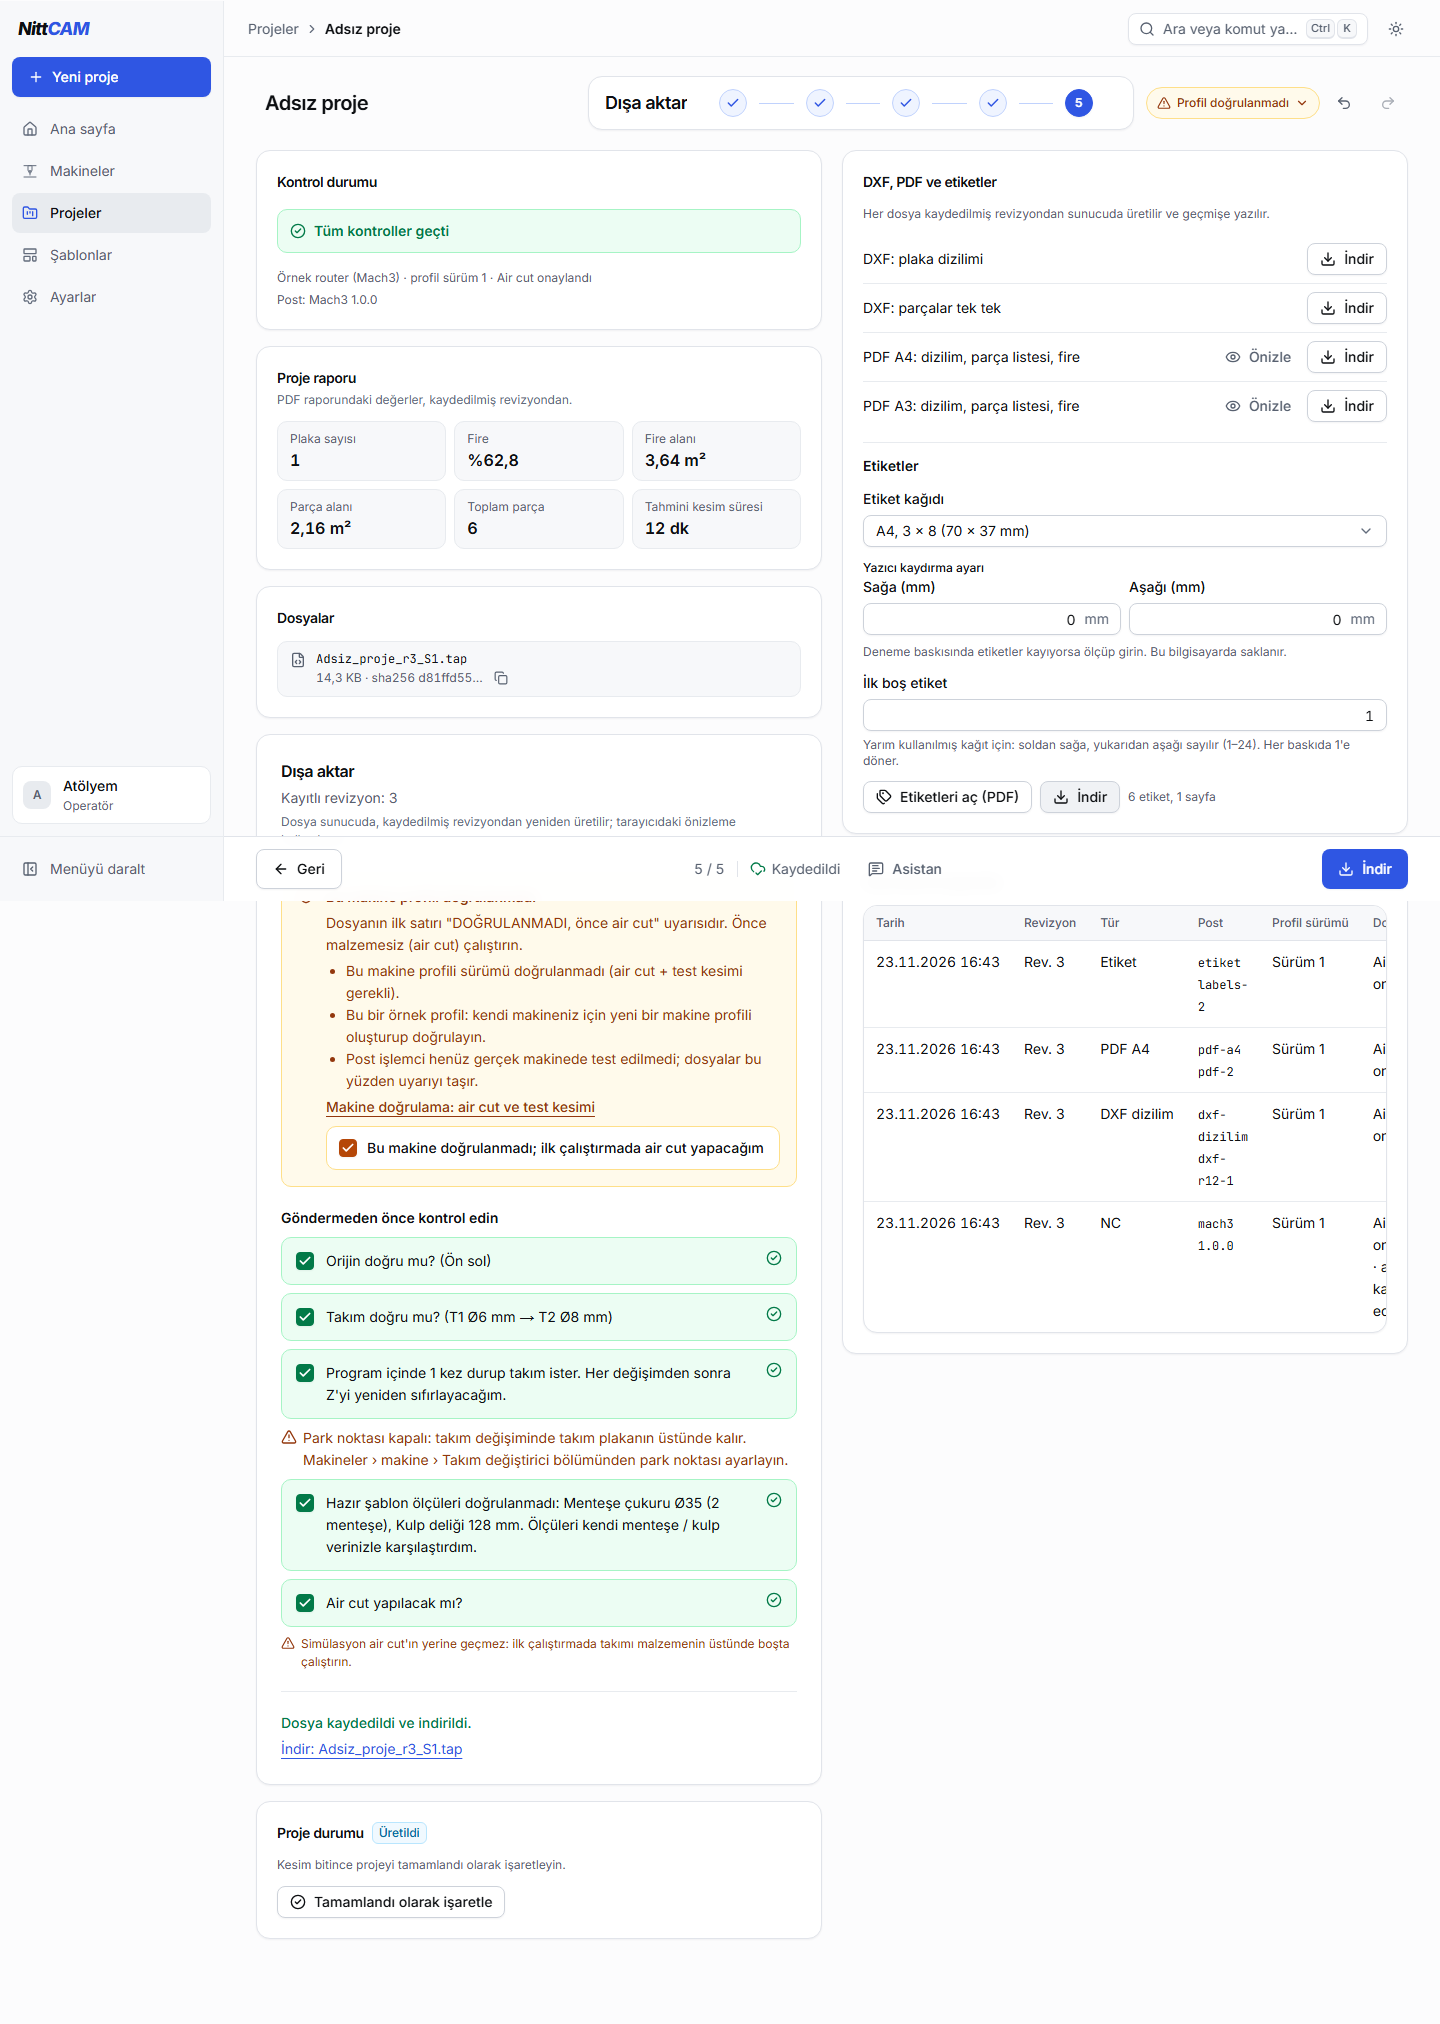 NittCAM
Yeni proje
Ana sayfa
Makineler
Projeler
Şablonlar
Ayarlar
A
Atölyem
Operatör
Menüyü daralt
Projeler
Adsız proje
Ara veya komut ya...
Ctrl
K
Adsız proje
Dışa aktar
5
Profil doğrulanmadı
Kontrol durumu
Tüm kontroller geçti
Örnek router (Mach3) · profil sürüm 1 · Air cut onaylandı
Post: Mach3 1.0.0
Proje raporu
PDF raporundaki değerler, kaydedilmiş revizyondan.
Plaka sayısı
1
Fire
%62,8
Fire alanı
3,64 m²
Parça alanı
2,16 m²
Toplam parça
6
Tahmini kesim süresi
12 dk
Dosyalar
Adsiz_proje_r3_S1.tap
14,3 KB · sha256 d81ffd55...
Dışa aktar
Kayıtlı revizyon: 3
Dosya sunucuda, kaydedilmiş revizyondan yeniden üretilir; tarayıcıdaki önizleme
Geri
5 / 5
Kaydedildi
Asistan
İndir
Dosyanın ilk satırı "DOĞRULANMADI, önce air cut" uyarısıdır. Önce
malzemesiz (air cut) çalıştırın.
Bu makine profili sürümü doğrulanmadı (air cut + test kesimi
gerekli).
Bu bir örnek profil: kendi makineniz için yeni bir makine profili
oluşturup doğrulayın.
Post işlemci henüz gerçek makinede test edilmedi; dosyalar bu
yüzden uyarıyı taşır.
Makine doğrulama: air cut ve test kesimi
Bu makine doğrulanmadı; ilk çalıştırmada air cut yapacağım
Göndermeden önce kontrol edin
Orijin doğru mu? (Ön sol)
Takım doğru mu? (T1 Ø6 mm → T2 Ø8 mm)
Program içinde 1 kez durup takım ister. Her değişimden sonra
Z'yi yeniden sıfırlayacağım.
Park noktası kapalı: takım değişiminde takım plakanın üstünde kalır.
Makineler › makine › Takım değiştirici bölümünden park noktası ayarlayın.
Hazır şablon ölçüleri doğrulanmadı: Menteşe çukuru Ø35 (2
menteşe), Kulp deliği 128 mm. Ölçüleri kendi menteşe / kulp
verinizle karşılaştırdım.
Air cut yapılacak mı?
Simülasyon air cut'ın yerine geçmez: ilk çalıştırmada takımı malzemenin üstünde boşta
çalıştırın.
Dosya kaydedildi ve indirildi.
İndir: Adsiz_proje_r3_S1.tap
Proje durumu
Üretildi
Kesim bitince projeyi tamamlandı olarak işaretleyin.
Tamamlandı olarak işaretle
DXF, PDF ve etiketler
Her dosya kaydedilmiş revizyondan sunucuda üretilir ve geçmişe yazılır.
DXF: plaka dizilimi
İndir
DXF: parçalar tek tek
İndir
PDF A4: dizilim, parça listesi, fire
Önizle
İndir
PDF A3: dizilim, parça listesi, fire
Önizle
İndir
Etiketler
Etiket kağıdı
A4, 3 × 8 (70 × 37 mm)
Yazıcı kaydırma ayarı
Sağa (mm)
Aşağı (mm)
0 mm
0 mm
Deneme baskısında etiketler kayıyorsa ölçüp girin. Bu bilgisayarda saklanır.
İlk boş etiket
1
Yarım kullanılmış kağıt için: soldan sağa, yukarıdan aşağı sayılır (1–24). Her baskıda 1'e
döner.
Etiketleri aç (PDF)
İndir
6 etiket, 1 sayfa
Tarih
Revizyon
Tür
Post
Profil sürümü
23.11.2026 16:43
Rev. 3
Etiket
etiket
labels-
2
Sürüm 1
23.11.2026 16:43
Rev. 3
PDF A4
pdf-a4
pdf-2
Sürüm 1
23.11.2026 16:43
Rev. 3
DXF dizilim
dxf-
dizilim
dxf-
r12-1
Sürüm 1
23.11.2026 16:43
Rev. 3
NC
mach3
1.0.0
Sürüm 1